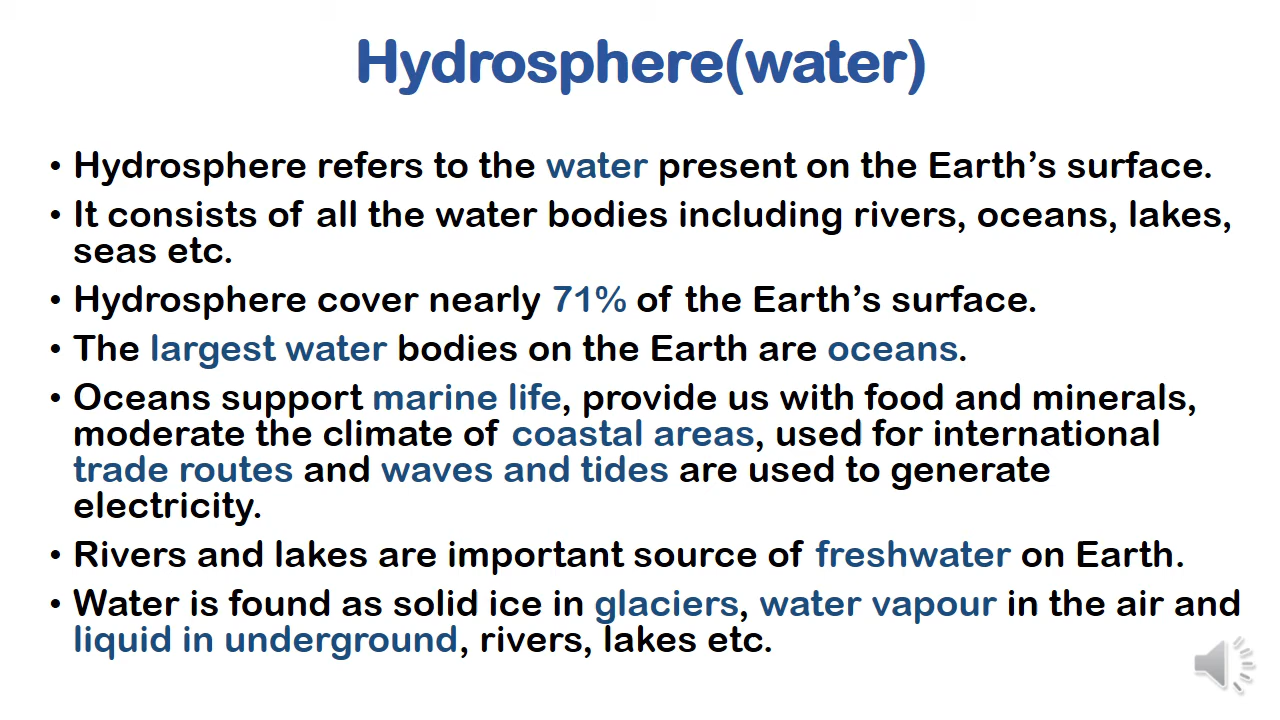 Hydrosphere(water)
• Hydrosphere refers to the water present on the Earth’s surface.
• It consists of all the water bodies including rivers, oceans, lakes,
seas etc.
• Hydrosphere cover nearly 71% of the Earth’s surface.
• The largest water bodies on the Earth are oceans.
• Oceans support marine life, provide us with food and minerals,
moderate the climate of coastal areas, used for international
trade routes and waves and tides are used to generate
electricity.
• Rivers and lakes are important source of freshwater on Earth.
• Water is found as solid ice in glaciers, water vapour in the air and
liquid in underground, rivers, lakes etc.